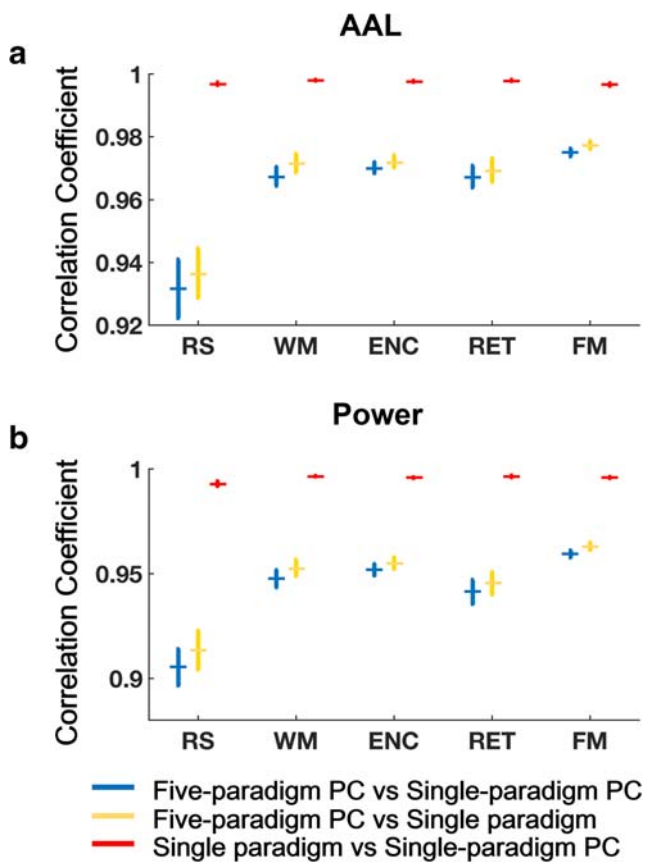 AAL
a
Correlation Coefficient
1
0.98
0.96
0.94
0.92
RS WM ENC RET FM
Power
b
Correlation Coefficient
1
0.95
0.9
RS WM ENC RET FM
Five-paradigm PC vs Single-paradigm PC
Five-paradigm PC vs Single paradigm
Single paradigm vs Single-paradigm PC